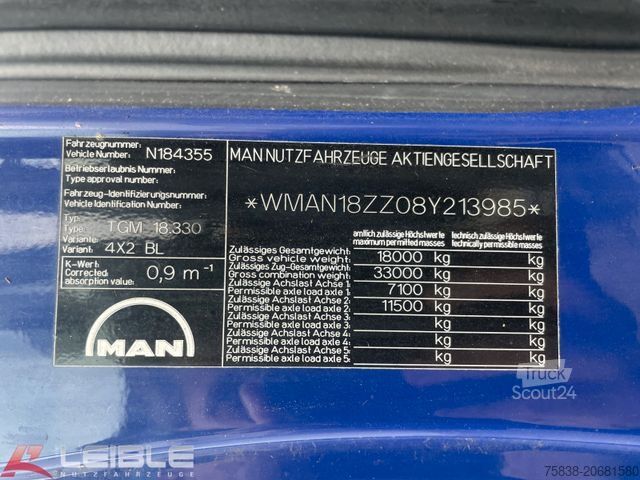 Fahrzeugnummer:
Vehicle Number: N184355
Betriebserlaubnis-Nummer
Type approval number:
Fahrzeug-Identifizierungsnummer:
Vehicle Identification Number:
Typ
Type: TGM 18.330
Variante:
Variant: 4X2 BL
K-Wert
Corrected
absorption value: 0,9 m⁻¹
MAN
MAN NUTZFAHRZEUGE AKTIENGESELLSCHAFT
*WMAN18ZZ08Y213985*
amtlich zulässige Höchstwerte technisch zulässige Höchstwerte
maximum permitted masses technically permitted masses
Zulässiges Gesamtgewicht:
Gross vehicle weight: 18000 kg kg
Zulässiges Zug-Gesamtgewicht:
Gross combination weight: 33000 kg kg
Zulässige Achslast Achse 1:
Permissible axle load axle 1: 7100 kg kg
Zulässige Achslast Achse 2:
Permissible axle load axle 2: 11500 kg kg
Zulässige Achslast Achse 3:
Permissible axle load axle 3: kg kg
Zulässige Achslast Achse 4:
Permissible axle load axle 4: kg kg
Zulässige Achslast Achse 5:
Permissible axle load axle 5: kg kg
Truck
Scout24
LEIBLE
NUTZFAHRZEUGE
75838-20681580